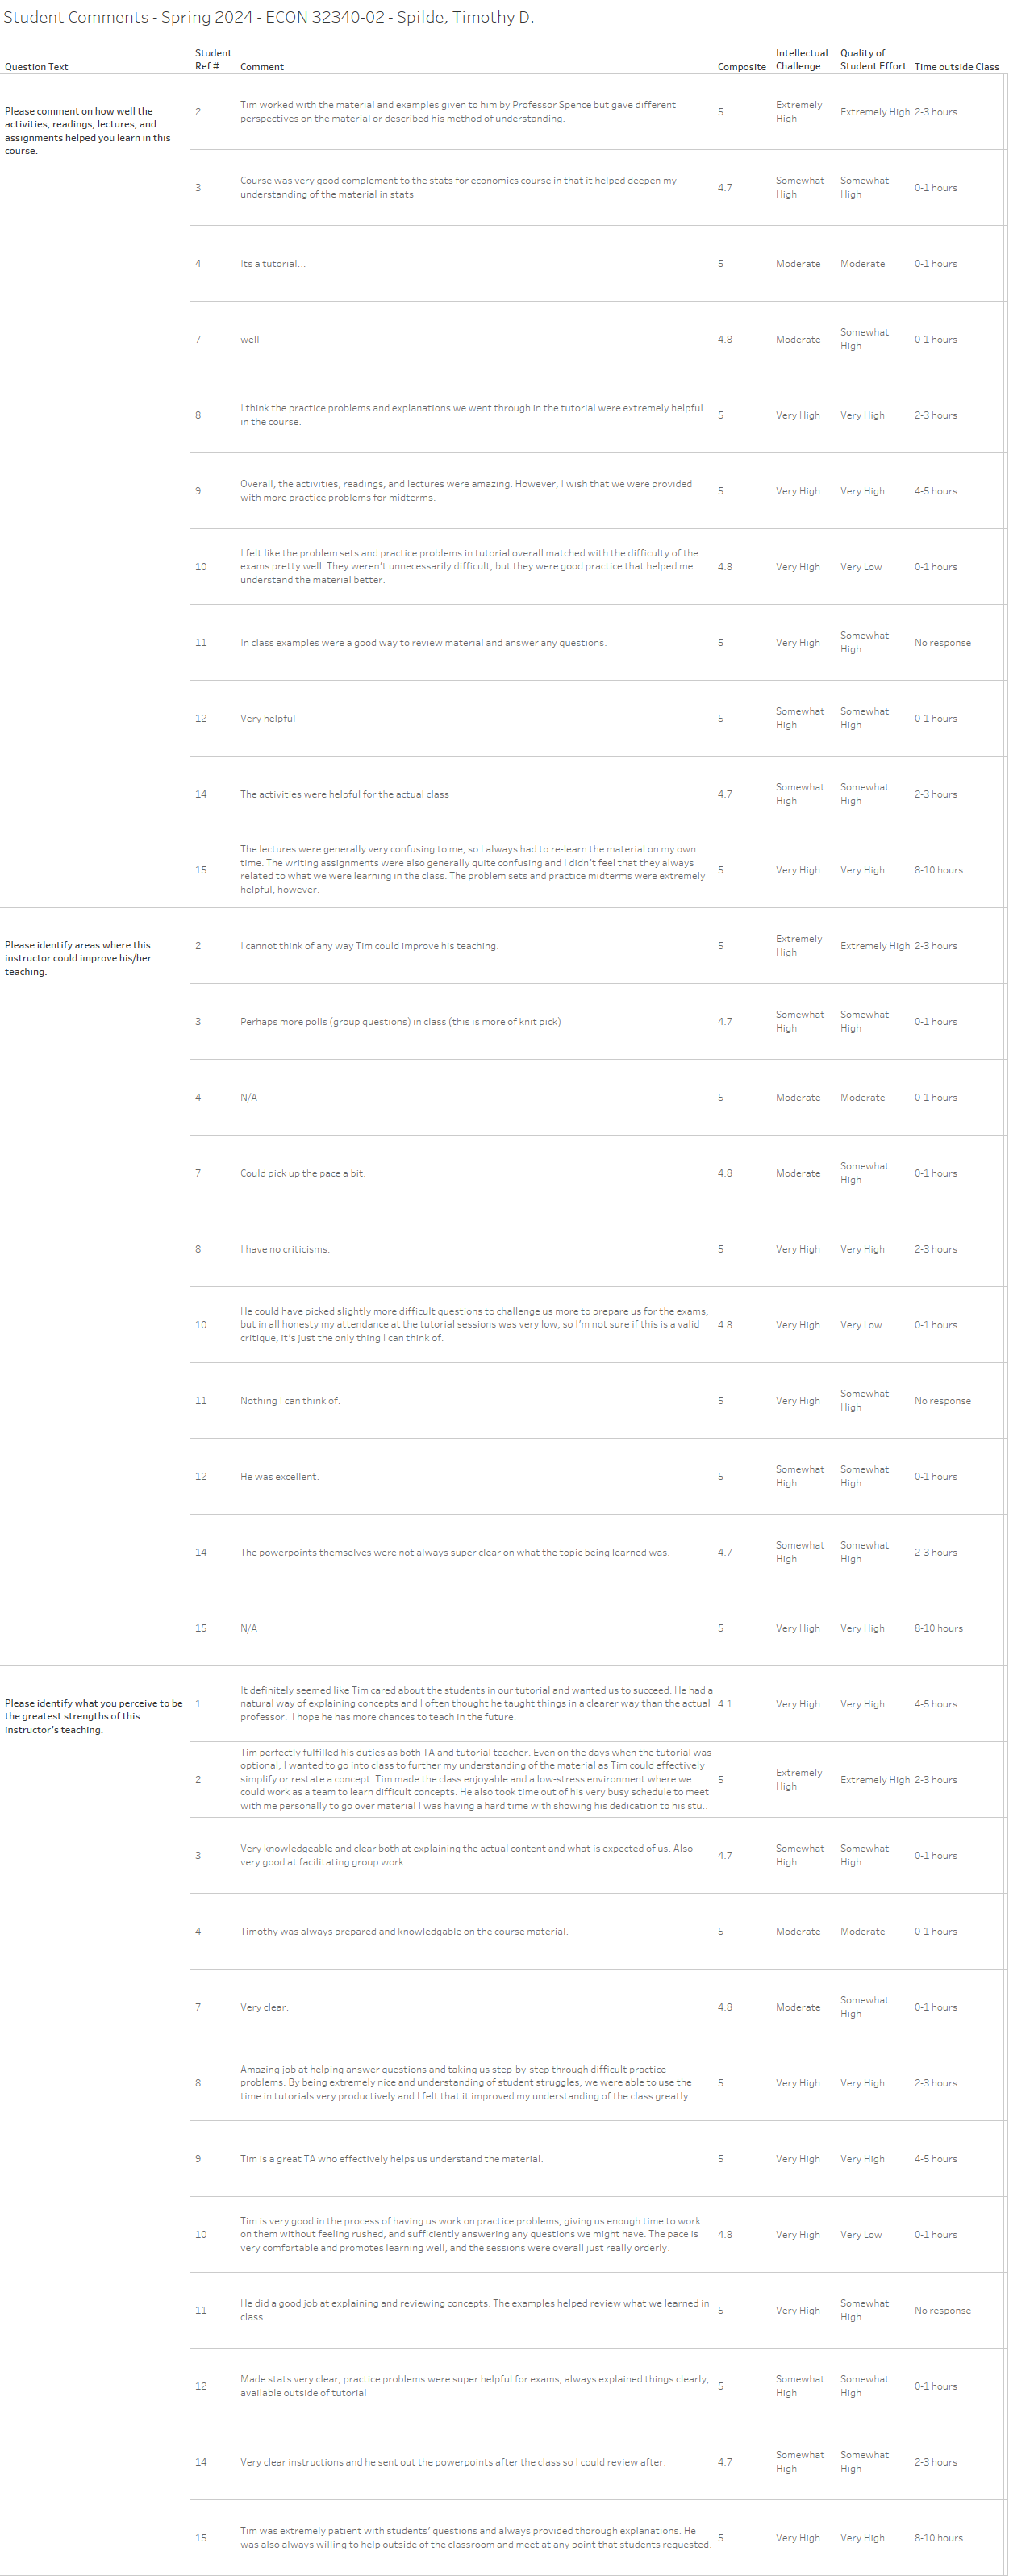 Student Comments - Spring 2024 - ECON 32340-02 - Spilde, Timothy D.
Question Text
Student
Ref #
Comment
Composite
Intellectual
Challenge
Quality of
Student Effort
Time outside Class
Please comment on how well the
activities, readings, lectures, and
assignments helped you learn in this
course.
2
Tim worked with the material and examples given to him by Professor Spence but gave different
perspectives on the material or described his method of understanding.
5
Extremely
High
Extremely High
2-3 hours
3
Course was very good complement to the stats for economics course in that it helped deepen my
understanding of the material in stats
4.7
Somewhat
High
Somewhat
High
0-1 hours
4
Its a tutorial...
5
Moderate
Moderate
0-1 hours
7
well
4.8
Moderate
Somewhat
High
0-1 hours
8
I think the practice problems and explanations we went through in the tutorial were extremely helpful
in the course.
5
Very High
Very High
2-3 hours
9
Overall, the activities, readings, and lectures were amazing. However, I wish that we were provided
with more practice problems for midterms.
5
Very High
Very High
4-5 hours
10
I felt like the problem sets and practice problems in tutorial overall matched with the difficulty of the
exams pretty well. They weren't unnecessarily difficult, but they were good practice that helped me
understand the material better.
4.8
Very High
Very Low
0-1 hours
11
In class examples were a good way to review material and answer any questions.
5
Very High
Somewhat
High
No response
12
Very helpful
5
Somewhat
High
Somewhat
High
0-1 hours
14
The activities were helpful for the actual class
4.7
Somewhat
High
Somewhat
High
2-3 hours
15
The lectures were generally very confusing to me, so I always had to re-learn the material on my own
time. The writing assignments were also generally quite confusing and I didn't feel that they always
related to what we were learning in the class. The problem sets and practice midterms were extremely
helpful, however.
5
Very High
Very High
8-10 hours
Please identify areas where this
instructor could improve his/her
teaching.
2
I cannot think of any way Tim could improve his teaching.
5
Extremely
High
Extremely High
2-3 hours
3
Perhaps more polls (group questions) in class (this is more of knit pick)
4.7
Somewhat
High
Somewhat
High
0-1 hours
4
N/A
5
Moderate
Moderate
0-1 hours
7
Could pick up the pace a bit.
4.8
Moderate
Somewhat
High
0-1 hours
8
I have no criticisms.
5
Very High
Very High
2-3 hours
10
He could have picked slightly more difficult questions to challenge us more to prepare us for the exams,
but in all honesty my attendance at the tutorial sessions was very low, so I'm not sure if this is a valid
critique, it's just the only thing I can think of.
4.8
Very High
Very Low
0-1 hours
11
Nothing I can think of.
5
Very High
Somewhat
High
No response
12
He was excellent.
5
Somewhat
High
Somewhat
High
0-1 hours
14
The powerpoints themselves were not always super clear on what the topic being learned was.
4.7
Somewhat
High
Somewhat
High
2-3 hours
15
N/A
5
Very High
Very High
8-10 hours
Please identify what you perceive to be
the greatest strengths of this
instructor's teaching.
1
It definitely seemed like Tim cared about the students in our tutorial and wanted us to succeed. He had a
natural way of explaining concepts and I often thought he taught things in a clearer way than the actual
professor. I hope he has more chances to teach in the future.
4.1
Very High
Very High
4-5 hours
2
Tim perfectly fulfilled his duties as both TA and tutorial teacher. Even on the days when the tutorial was
optional, I wanted to go into class to further my understanding of the material as Tim could effectively
simplify or restate a concept. Tim made the class enjoyable and a low-stress environment where we
could work as a team to learn difficult concepts. He also took time out of his very busy schedule to meet
with me personally to go over material I was having a hard time with showing his dedication to his stu..
5
Extremely
High
Extremely High
2-3 hours
3
Very knowledgeable and clear both at explaining the actual content and what is expected of us. Also
very good at facilitating group work
4.7
Somewhat
High
Somewhat
High
0-1 hours
4
Timothy was always prepared and knowledgable on the course material.
5
Moderate
Moderate
0-1 hours
7
Very clear.
4.8
Moderate
Somewhat
High
0-1 hours
8
Amazing job at helping answer questions and taking us step-by-step through difficult practice
problems. By being extremely nice and understanding of student struggles, we were able to use the
time in tutorials very productively and I felt that it improved my understanding of the class greatly.
5
Very High
Very High
2-3 hours
9
Tim is a great TA who effectively helps us understand the material.
5
Very High
Very High
4-5 hours
10
Tim is very good in the process of having us work on practice problems, giving us enough time to work
on them without feeling rushed, and sufficiently answering any questions we might have. The pace is
very comfortable and promotes learning well, and the sessions were overall just really orderly.
4.8
Very High
Very Low
0-1 hours
11
He did a good job at explaining and reviewing concepts. The examples helped review what we learned in
class.
5
Very High
Somewhat
High
No response
12
Made stats very clear, practice problems were super helpful for exams, always explained things clearly,
available outside of tutorial
5
Somewhat
High
Somewhat
High
0-1 hours
14
Very clear instructions and he sent out the powerpoints after the class so I could review after.
4.7
Somewhat
High
Somewhat
High
2-3 hours
15
Tim was extremely patient with students' questions and always provided thorough explanations. He
was also always willing to help outside of the classroom and meet at any point that students requested.
5
Very High
Very High
8-10 hours